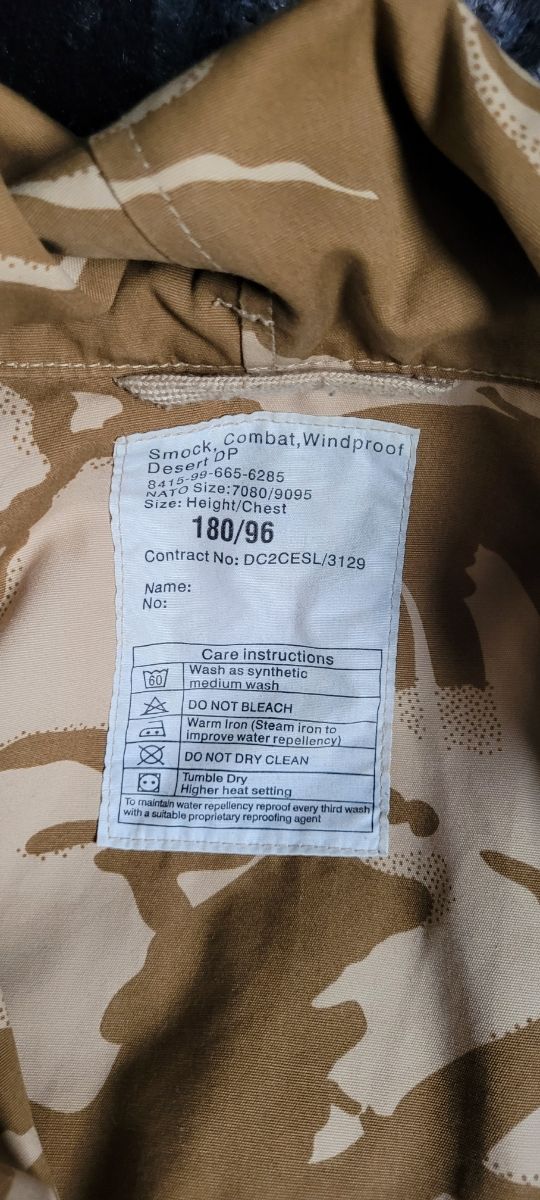 Smock, Combat,Windproof
Desert DP
8415-99-665-6285
NATO Size:7080/9095
Size: Height/Chest
180/96
Contract No: DC2CESL/3129
Name:
No:
Care instructions
60
Wash as synthetic
medium wash
DO NOT BLEACH
Warm Iron (Steam iron to
improve water repellency)
DO NOT DRY CLEAN
Tumble Dry
Higher heat setting
To maintain water repellency reproof every third wash
with a suitable proprietary reproofing agent